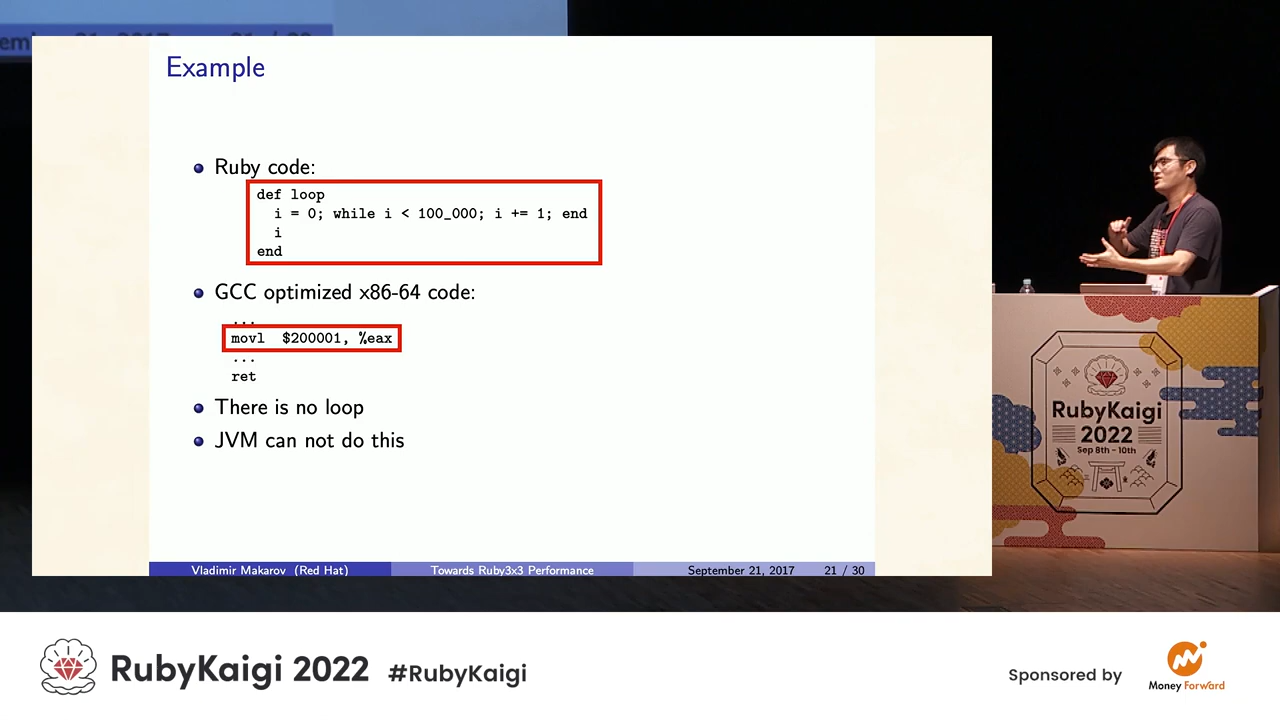 Example
Ruby code:
def loop
i = 0; while i < 100_000; i += 1; end
i
end
GCC optimized x86-64 code:
...
movl $200001, %eax
...
ret
There is no loop
JVM can not do this
Vladimir Makarov (Red Hat) Towards Ruby3x3 Performance September 21, 2017 21 / 30
RubyKaigi
2022
Sep 8th - 10th
RubyKaigi 2022 #RubyKaigi
Sponsored by
Money Forward